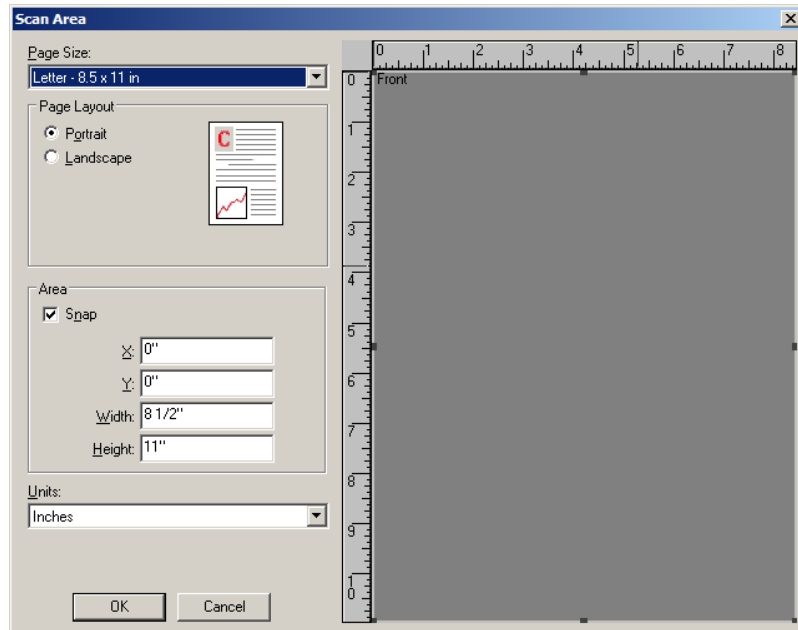 Scan Area
Page Size:
Letter - 8.5 x 11 in
Page Layout
Portrait
Landscape
C
Area
Snap
X: 0"
Y: 0"
Width: 8 1/2"
Height: 11"
Units:
Inches
OK Cancel
0 1 2 3 4 5 6 7 8
Front
0
1
2
3
4
5
6
7
8
9
10